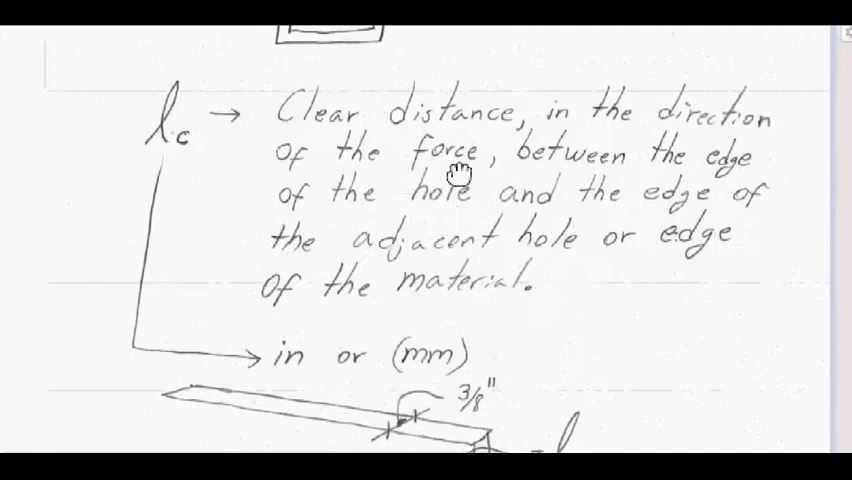 lc → Clear distance, in the direction
of the force, between the edge
of the hole and the edge of
the adjacent hole or edge
of the material.
in or (mm)
3/8"